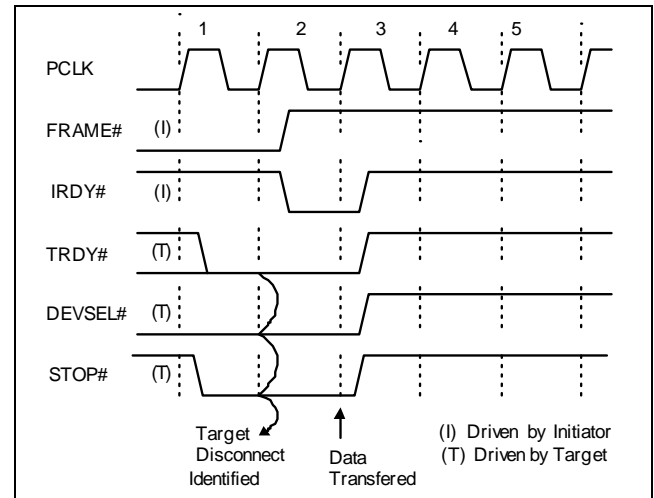 1 2 3 4 5
PCLK
FRAME# (I)
IRDY# (I)
TRDY# (T)
DEVSEL# (T)
STOP# (T)
Target
Disconnect
Identified
Data
Transfered
(I) Driven by Initiator
(T) Driven by Target